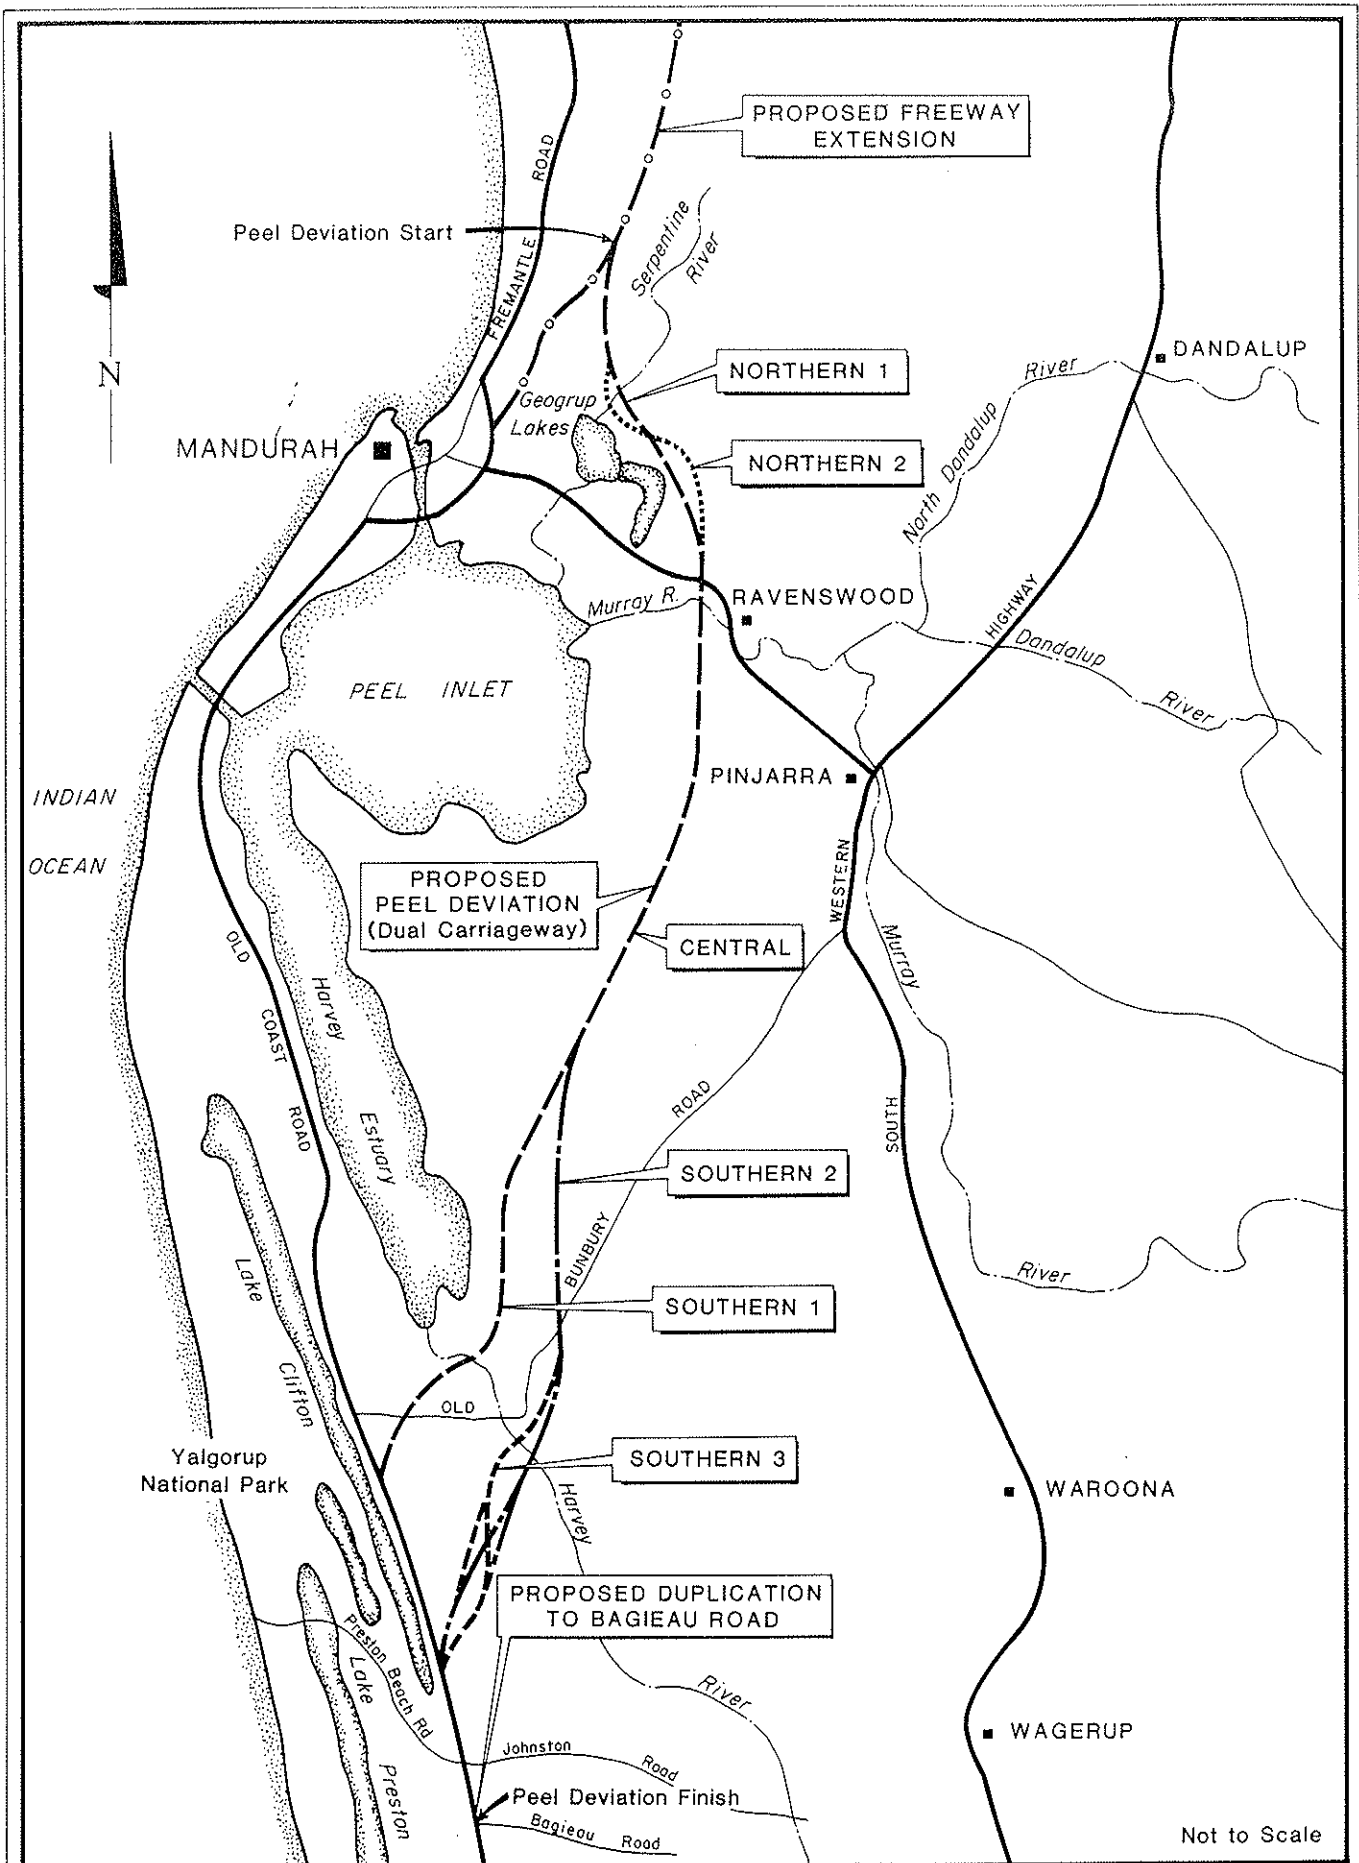 PROPOSED FREEWAY
EXTENSION
ROAD
FREMANTLE
Peel Deviation Start
Serpentine
River
N
NORTHERN 1
DANDALUP
River
Geogrup
Lakes
MANDURAH
NORTHERN 2
North Dandalup
RAVENSWOOD
Murray R.
HIGHWAY
Dandalup
River
PEEL INLET
PINJARRA
INDIAN
OCEAN
WESTERN
PROPOSED
PEEL DEVIATION
(Dual Carriageway)
CENTRAL
OLD
COAST
ROAD
Harvey
Estuary
Murray
River
ROAD
BUNBURY
OLD
SOUTH
SOUTHERN 2
SOUTHERN 1
Lake
Clifton
SOUTHERN 3
Yalgorup
National Park
Harvey
River
WAROONA
PROPOSED DUPLICATION
TO BAGIEAU ROAD
Preston Beach Rd
Lake
Preston
WAGERUP
Johnston Road
Peel Deviation Finish
Bagieau Road
Not to Scale